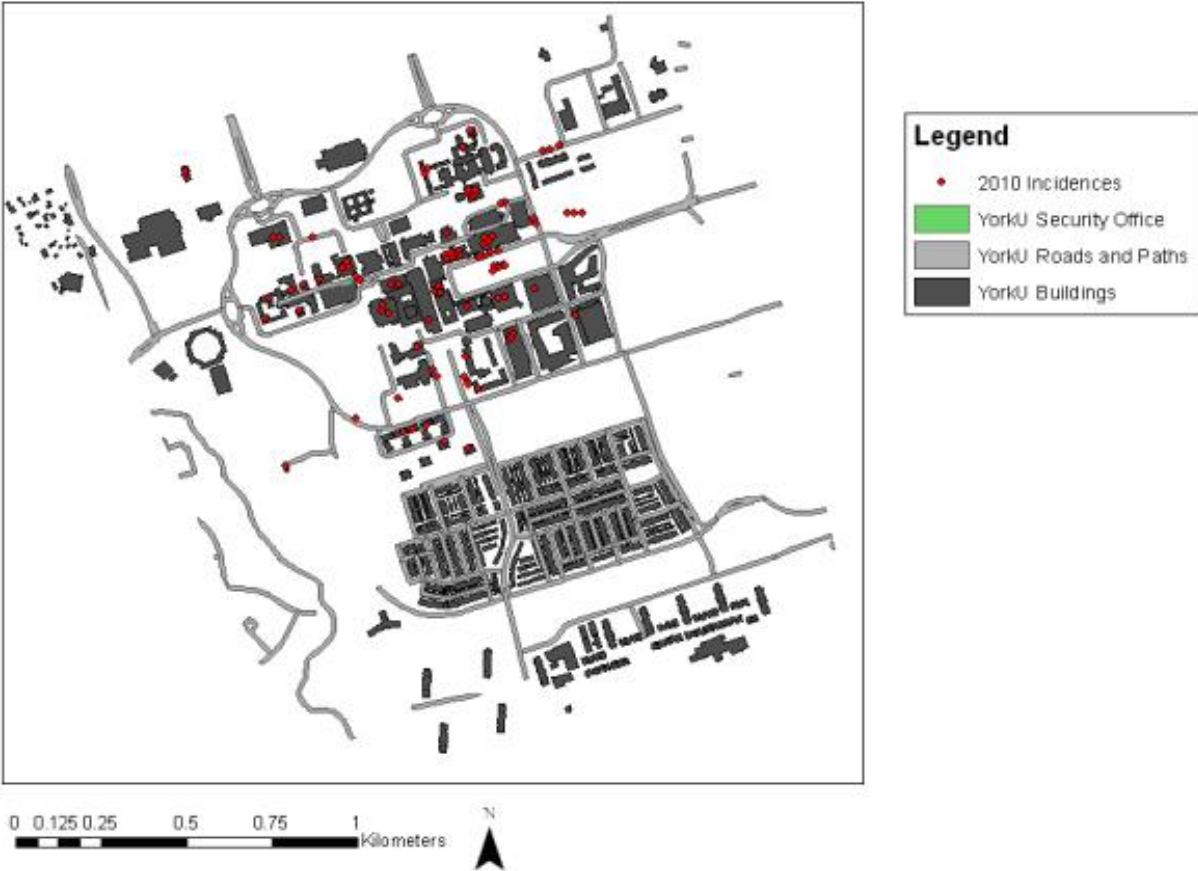 Legend
2010 Incidences
YorkU Security Office
YorkU Roads and Paths
YorkU Buildings
0 0.125 0.25 0.5 0.75 1
Kilometers
N